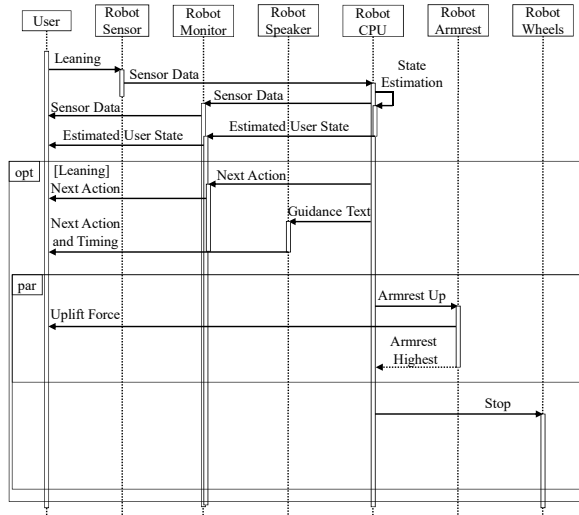 User
Robot
Sensor
Robot
Monitor
Robot
Speaker
Robot
CPU
Robot
Armrest
Robot
Wheels
Leaning
Sensor Data
State
Estimation
Sensor Data
Sensor Data
Estimated User State
Estimated User State
opt
[Leaning]
Next Action
Next Action
Guidance Text
Next Action
and Timing
par
Armrest Up
Uplift Force
Armrest
Highest
Stop